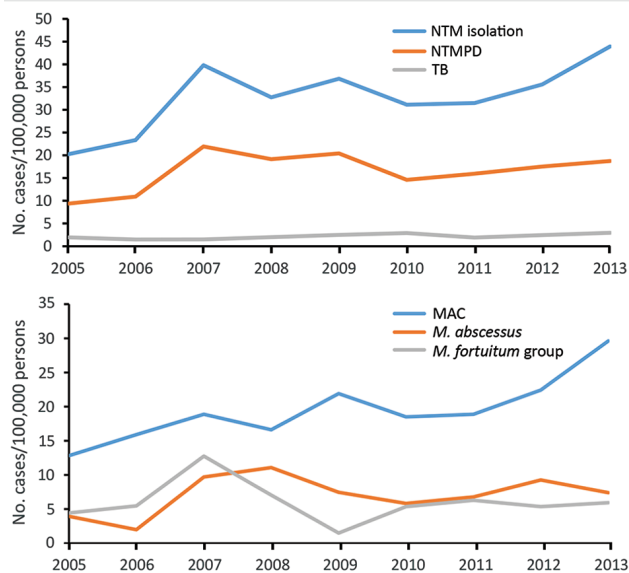 No. cases/100,000 persons
50
45
40
35
30
25
20
15
10
5
0
NTM isolation
NTMPD
TB
2005 2006 2007 2008 2009 2010 2011 2012 2013
No. cases/100,000 persons
35
30
25
20
15
10
5
0
MAC
M. abscessus
M. fortuitum group
2005 2006 2007 2008 2009 2010 2011 2012 2013